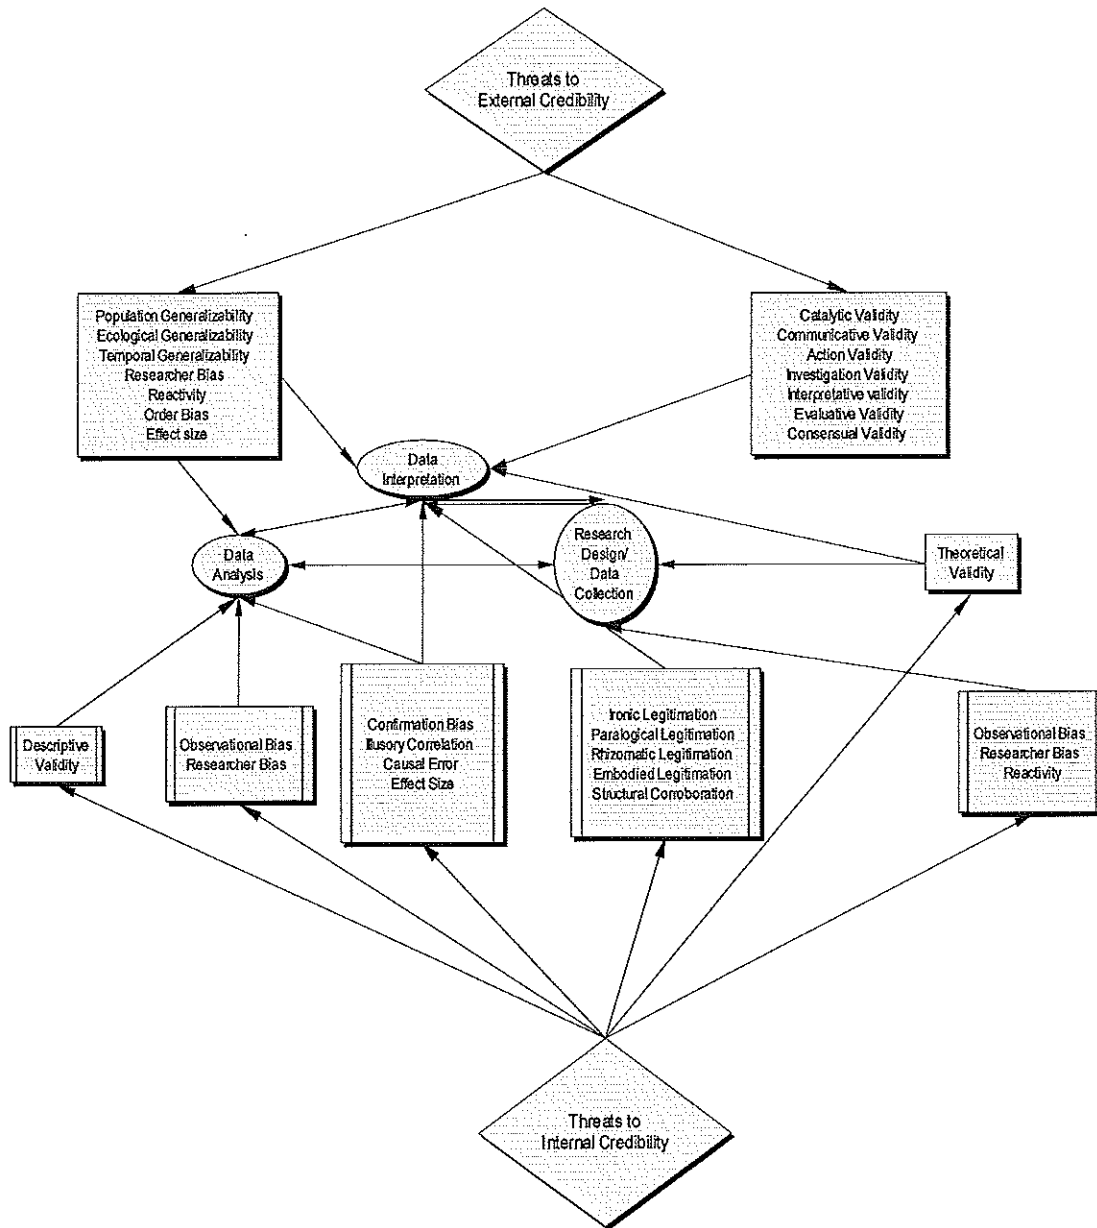 Threats to
External Credibility
Population Generalizability
Ecological Generalizability
Temporal Generalizability
Researcher Bias
Reactivity
Order Bias
Effect size
Catalytic Validity
Communicative Validity
Action Validity
Investigation Validity
Interpretative validity
Evaluative Validity
Consensual Validity
Data
Interpretation
Data
Analysis
Research
Design/
Data
Collection
Theoretical
Validity
Descriptive
Validity
Observational Bias
Researcher Bias
Confirmation Bias
Illusory Correlation
Causal Error
Effect Size
Ironic Legitimation
Paralogical Legitimation
Rhizomatic Legitimation
Embodied Legitimation
Structural Corroboration
Observational Bias
Researcher Bias
Reactivity
Threats to
Internal Credibility